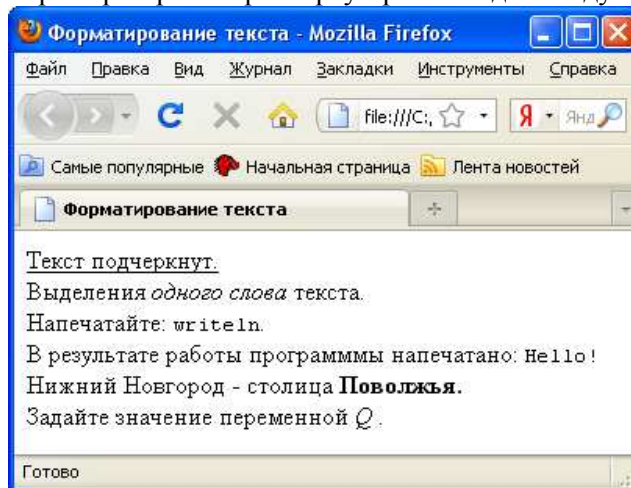 Форматирование текста - Mozilla Firefox
Файл Правка Вид Журнал Закладки Инструменты Справка
file:///C:, Я Янд
Самые популярные Начальная страница Лента новостей
Форматирование текста
Текст подчеркнут.
Выделения одного слова текста.
Напечатайте: writeln.
В результате работы программмы напечатано: Hello!
Нижний Новгород - столица Поволжья.
Задайте значение переменной Q .
Готово